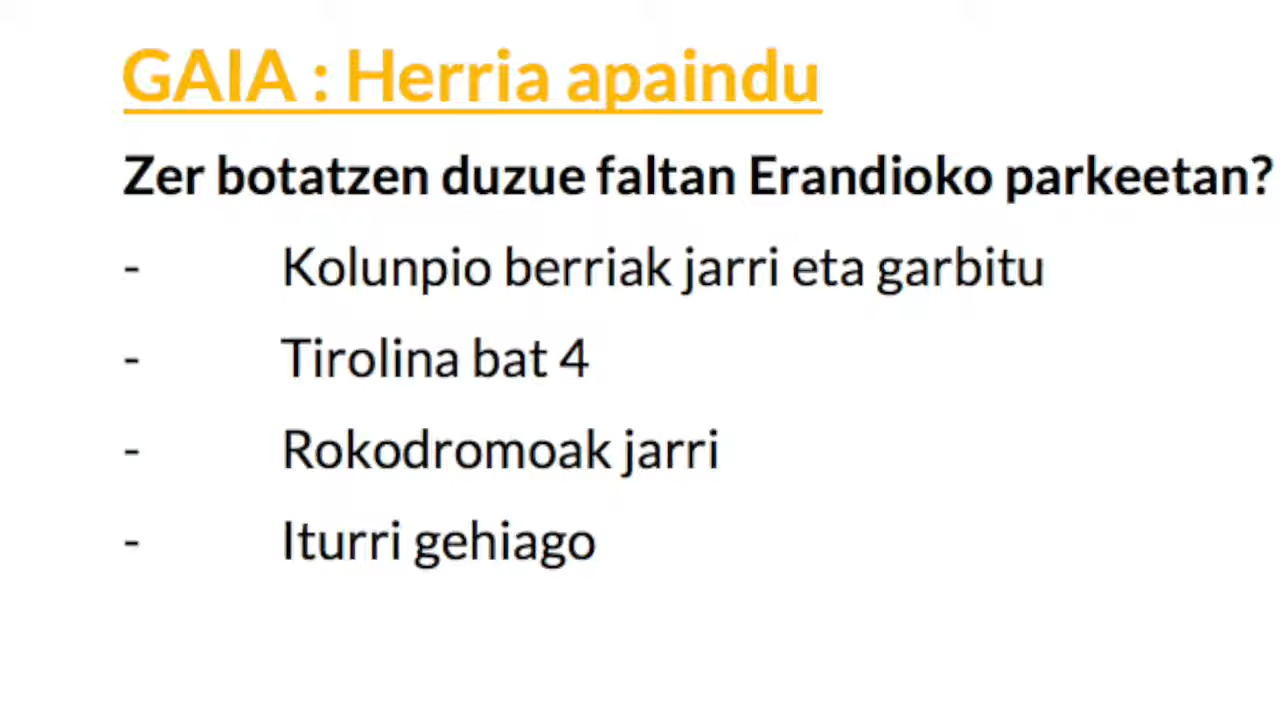 GAIA : Herria apaindu
Zer botatzen duzue faltan Erandioko parkeetan?
- Kolunpio berriak jarri eta garbitu
- Tirolina bat 4
- Rokodromoak jarri
- Iturri gehiago